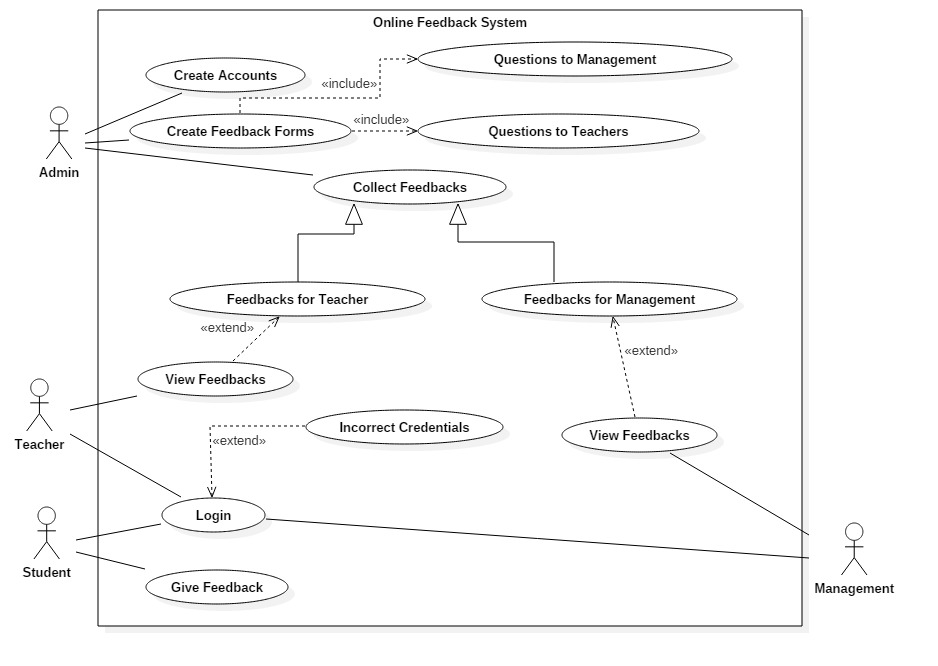 Online Feedback System
Questions to Management
Create Accounts
«include»
«include»
Create Feedback Forms
Questions to Teachers
Admin
Collect Feedbacks
Feedbacks for Teacher
Feedbacks for Management
«extend»
«extend»
View Feedbacks
Teacher
Incorrect Credentials
View Feedbacks
«extend»
Login
Student
Give Feedback
Management